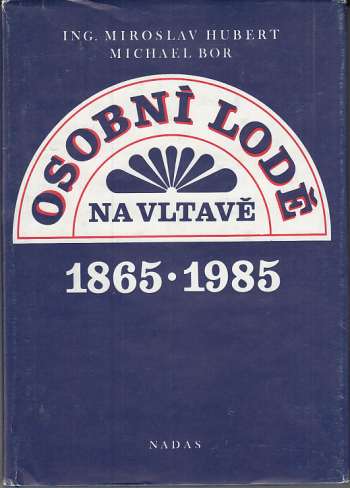 ING. MIROSLAV HUBERT
MICHAEL BOR
OSOBNÍ LODĚ
NA VLTAVĚ
1865 · 1985
NADAS